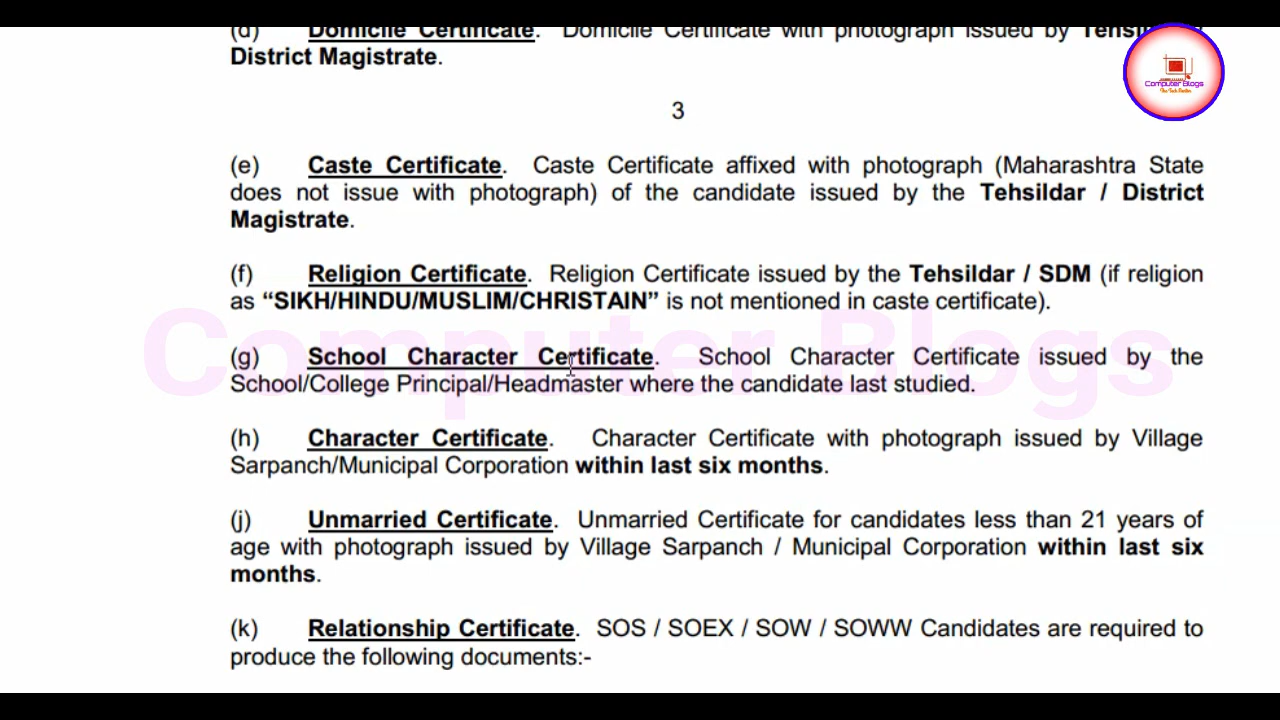 (d) Domicile Certificate. Domicile Certificate with photograph issued by
District Magistrate.
Computer Blogs
3
(e) Caste Certificate. Caste Certificate affixed with photograph (Maharashtra State
does not issue with photograph) of the candidate issued by the Tehsildar / District
Magistrate.
(f) Religion Certificate. Religion Certificate issued by the Tehsildar / SDM (if religion
as “SIKH/HINDU/MUSLIM/CHRISTAIN” is not mentioned in caste certificate).
Computer Blogs
(g) School Character Certificate. School Character Certificate issued by the
School/College Principal/Headmaster where the candidate last studied.
(h) Character Certificate. Character Certificate with photograph issued by Village
Sarpanch/Municipal Corporation within last six months.
(j) Unmarried Certificate. Unmarried Certificate for candidates less than 21 years of
age with photograph issued by Village Sarpanch / Municipal Corporation within last six
months.
(k) Relationship Certificate. SOS / SOEX / SOW / SOWW Candidates are required to
produce the following documents:-